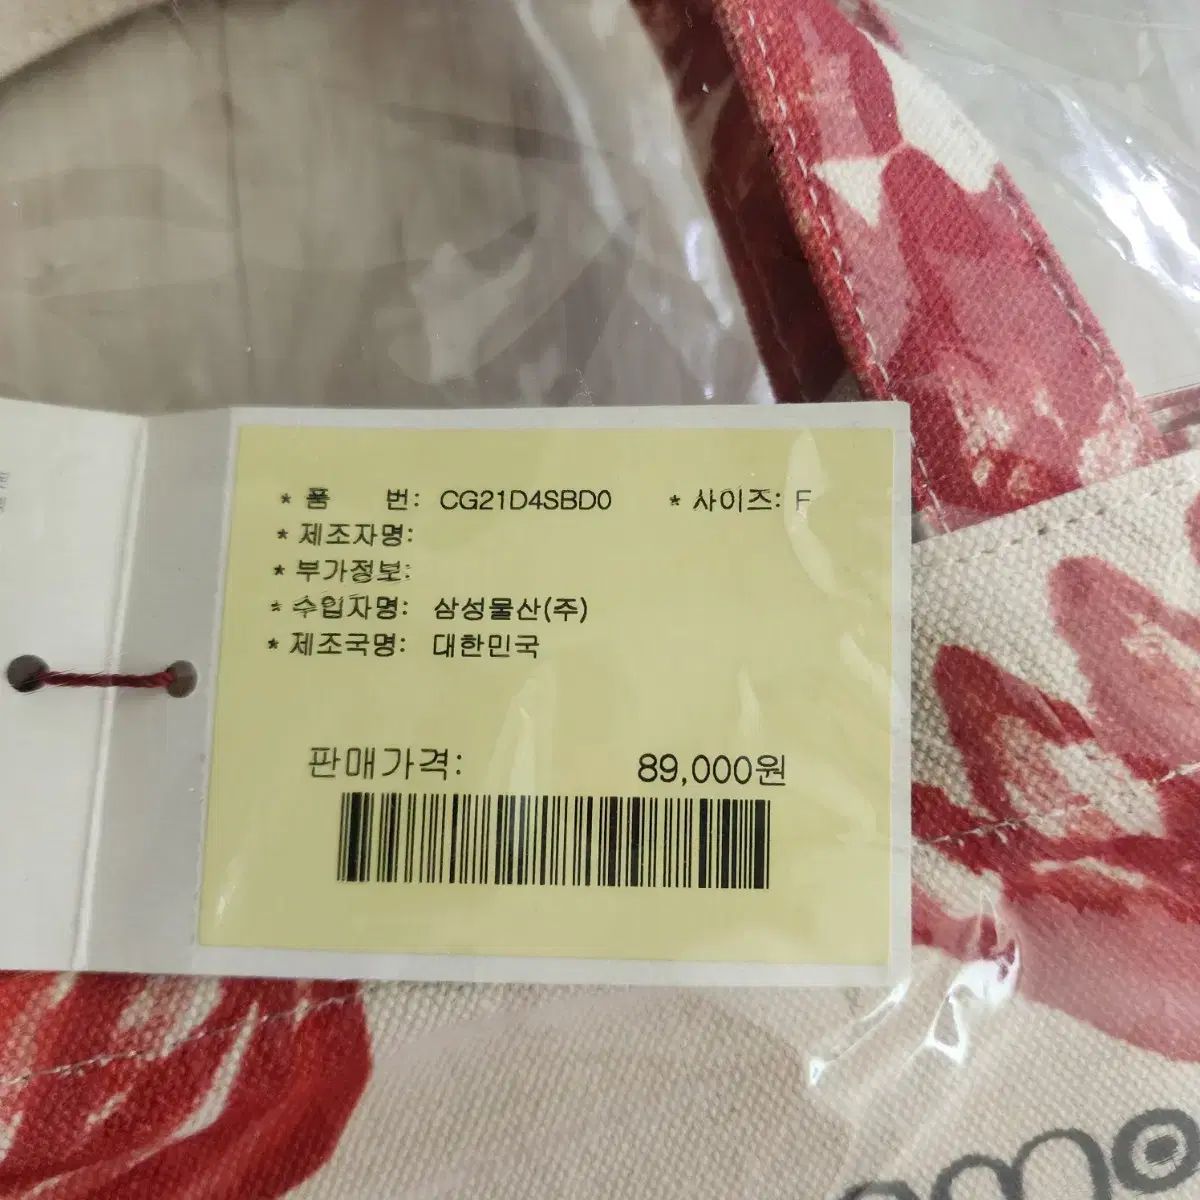 * 품 번: CG21D4SBD0 * 사이즈: F
* 제조자명:
* 부가정보:
* 수입자명: 삼성물산(주)
* 제조국명: 대한민국
판매가격: 89,000원